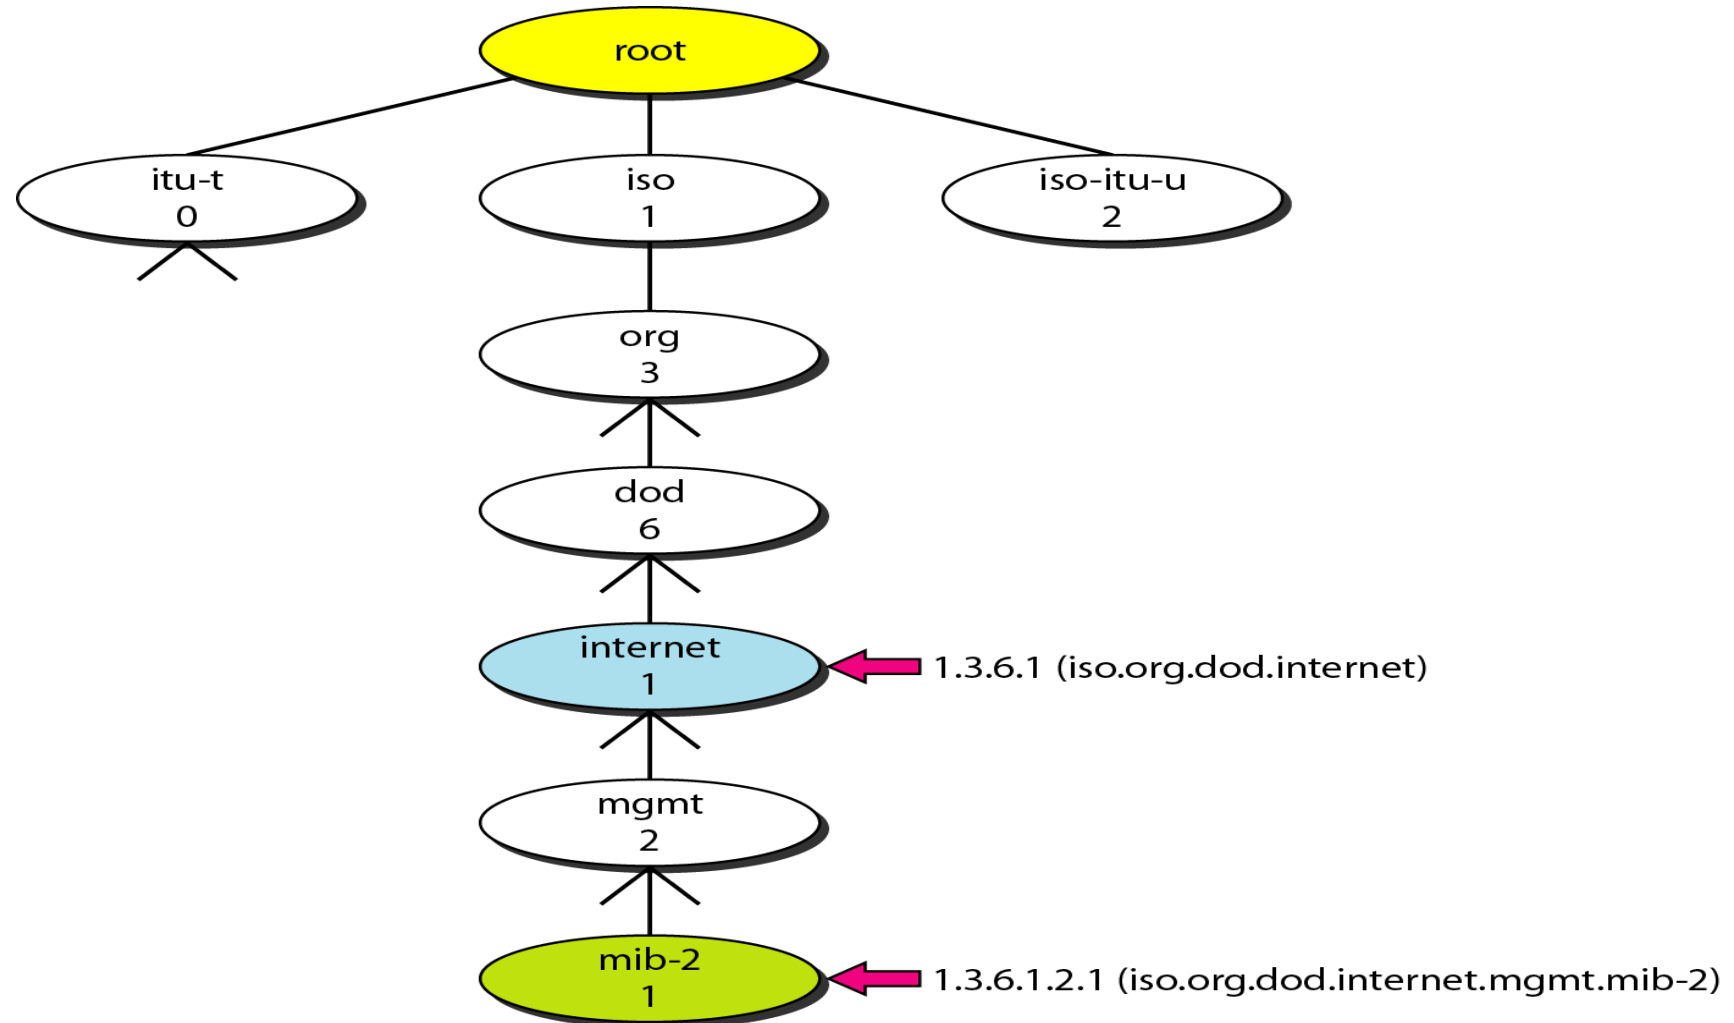 root
itu-t
0
iso
1
iso-itu-u
2
org
3
dod
6
internet
1
1.3.6.1 (iso.org.dod.internet)
mgmt
2
mib-2
1
1.3.6.1.2.1 (iso.org.dod.internet.mgmt.mib-2)